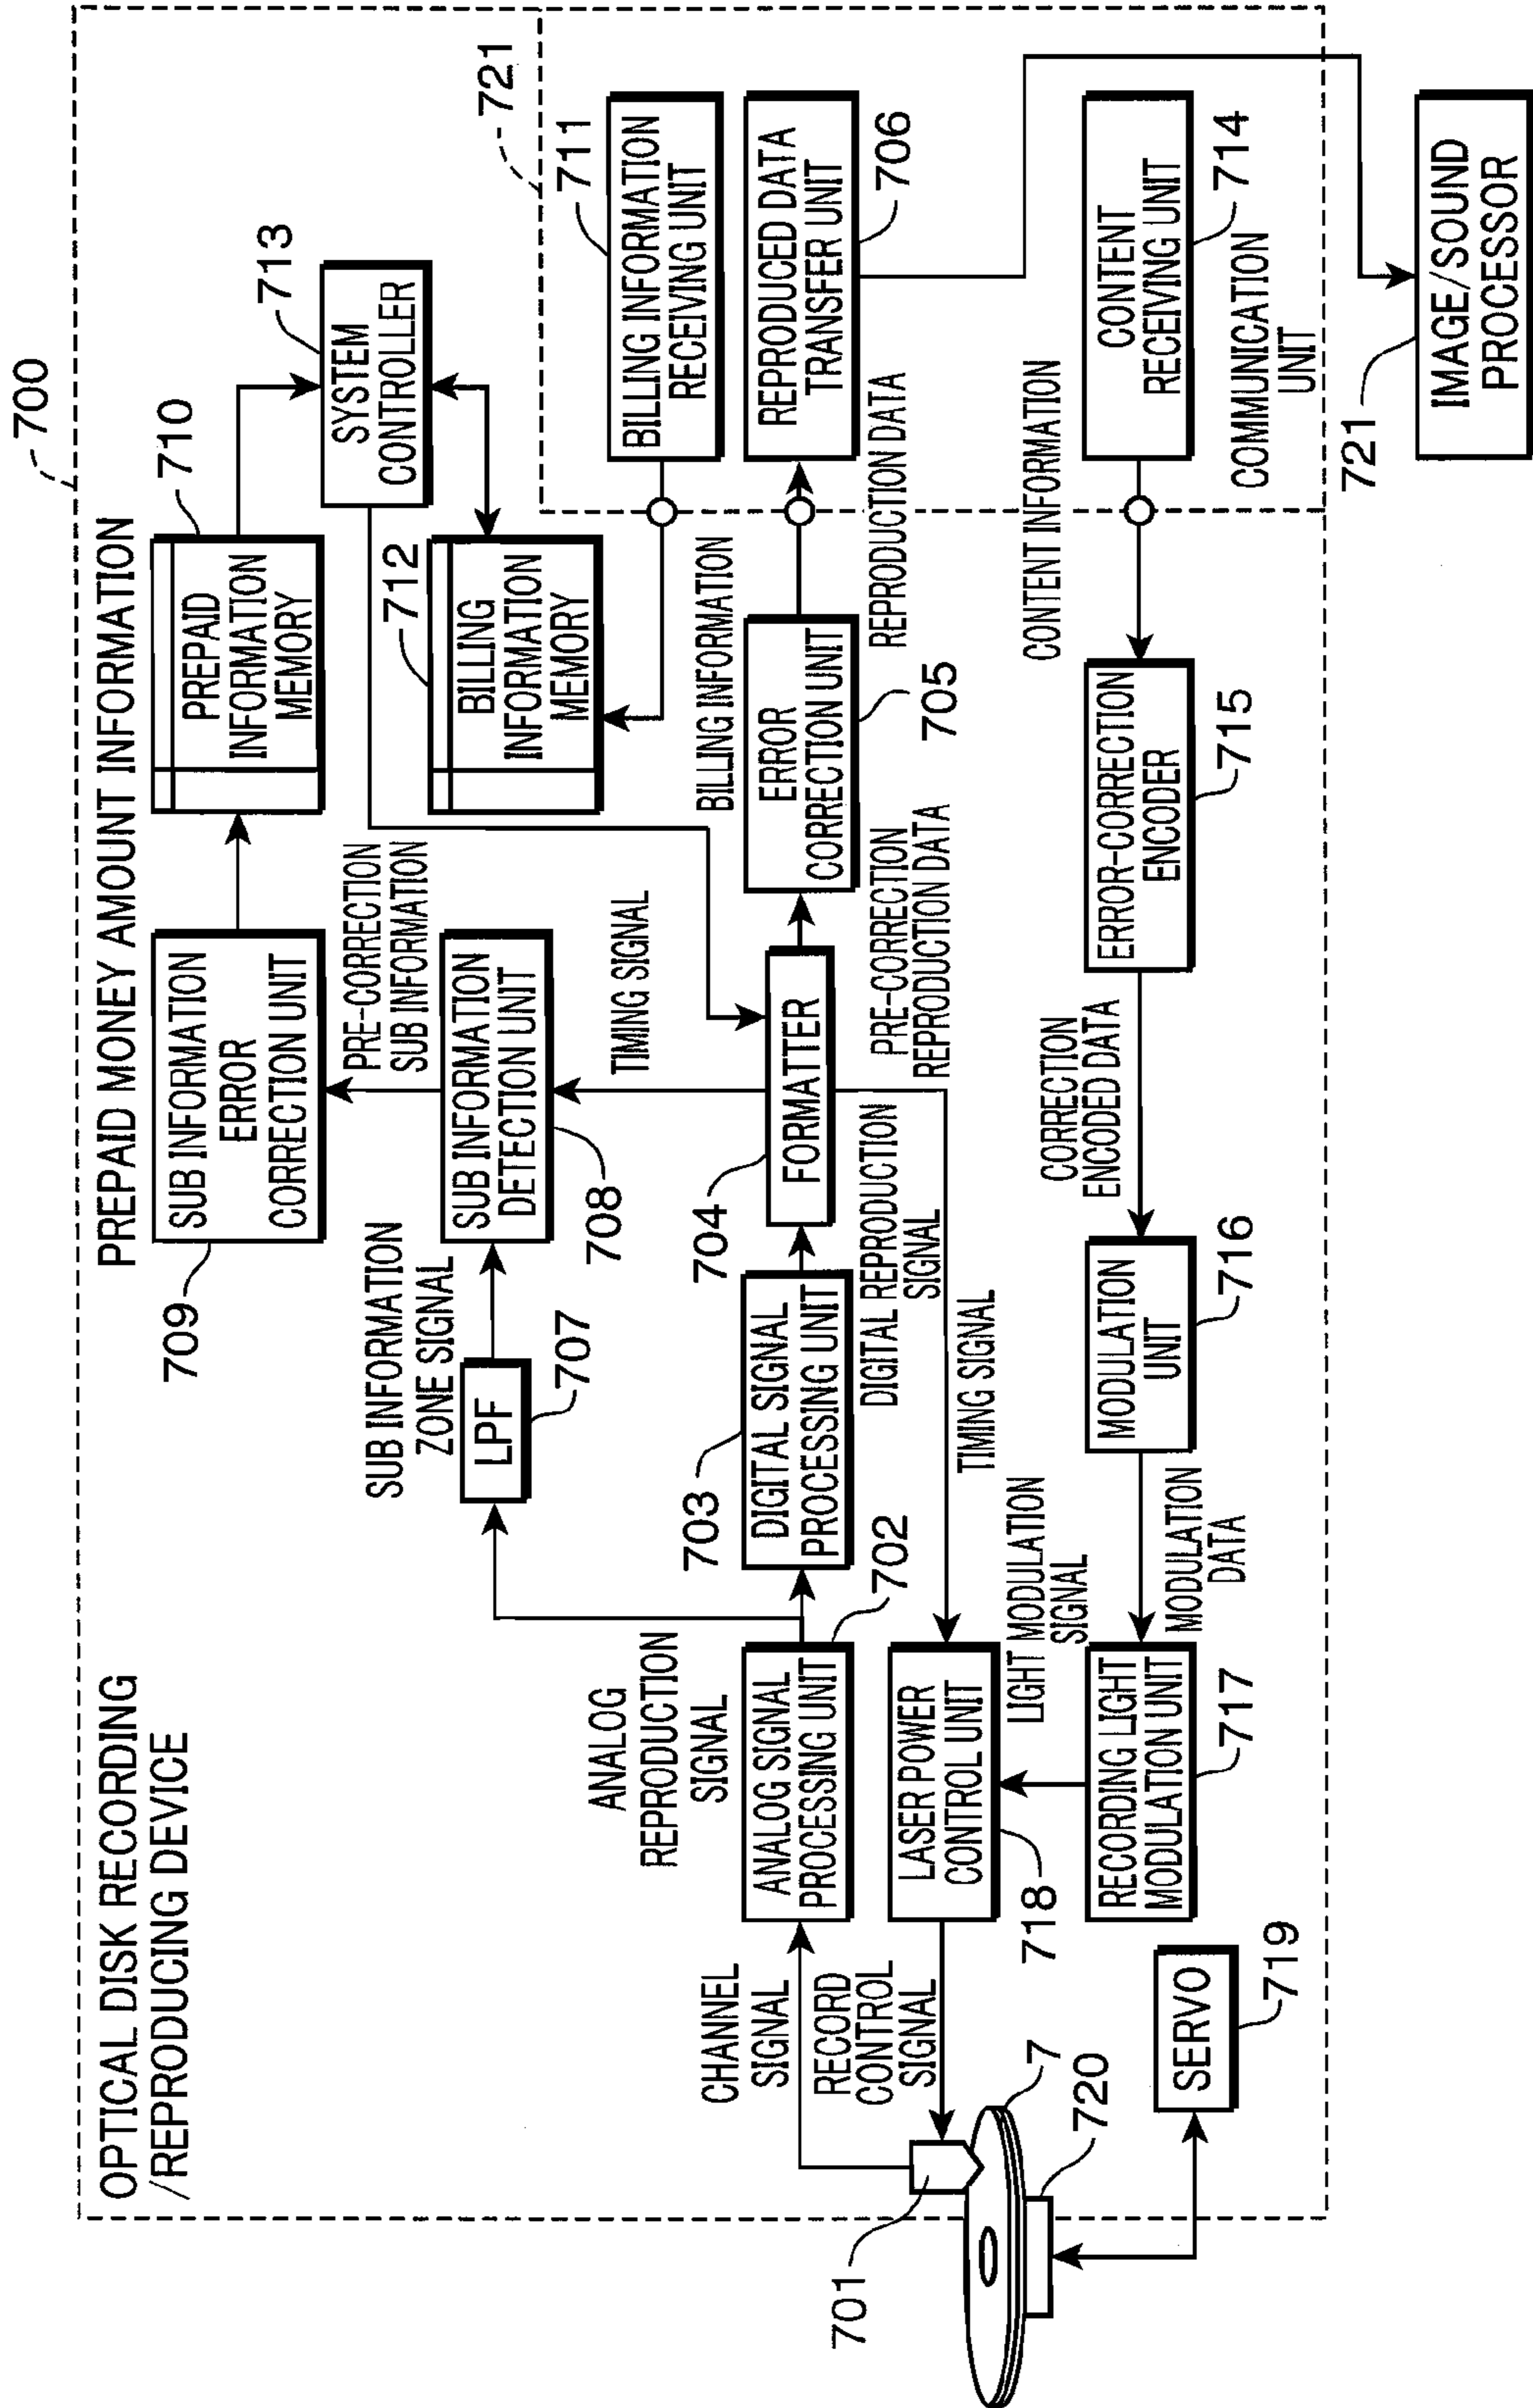 700
OPTICAL DISK RECORDING
/REPRODUCING DEVICE
PREPAID MONEY AMOUNT INFORMATION
709
SUB INFORMATION
ERROR
CORRECTION UNIT
710
PREPAID
INFORMATION
MEMORY
713
SYSTEM
CONTROLLER
PRE-CORRECTION
SUB INFORMATION
SUB INFORMATION
ZONE SIGNAL
LPF
707
SUB INFORMATION
DETECTION UNIT
708
712
BILLING
INFORMATION
MEMORY
721
711
BILLING INFORMATION
RECEIVING UNIT
TIMING SIGNAL
BILLING INFORMATION
ANALOG
REPRODUCTION
SIGNAL
CHANNEL
SIGNAL
ANALOG SIGNAL
PROCESSING UNIT
702
703
DIGITAL SIGNAL
PROCESSING UNIT
DIGITAL REPRODUCTION
SIGNAL
704
FORMATTER
PRE-CORRECTION
REPRODUCTION DATA
ERROR
CORRECTION UNIT
705
REPRODUCTION DATA
REPRODUCED DATA
TRANSFER UNIT
706
RECORD
CONTROL
SIGNAL
LASER POWER
CONTROL UNIT
718
TIMING SIGNAL
LIGHT MODULATION
SIGNAL
701
7
720
SERVO
719
RECORDING LIGHT
MODULATION UNIT
717
MODULATION
DATA
MODULATION
UNIT
716
CORRECTION
ENCODED DATA
ERROR-CORRECTION
ENCODER
715
CONTENT INFORMATION
CONTENT
RECEIVING UNIT
714
COMMUNICATION
UNIT
721
IMAGE/SOUND
PROCESSOR